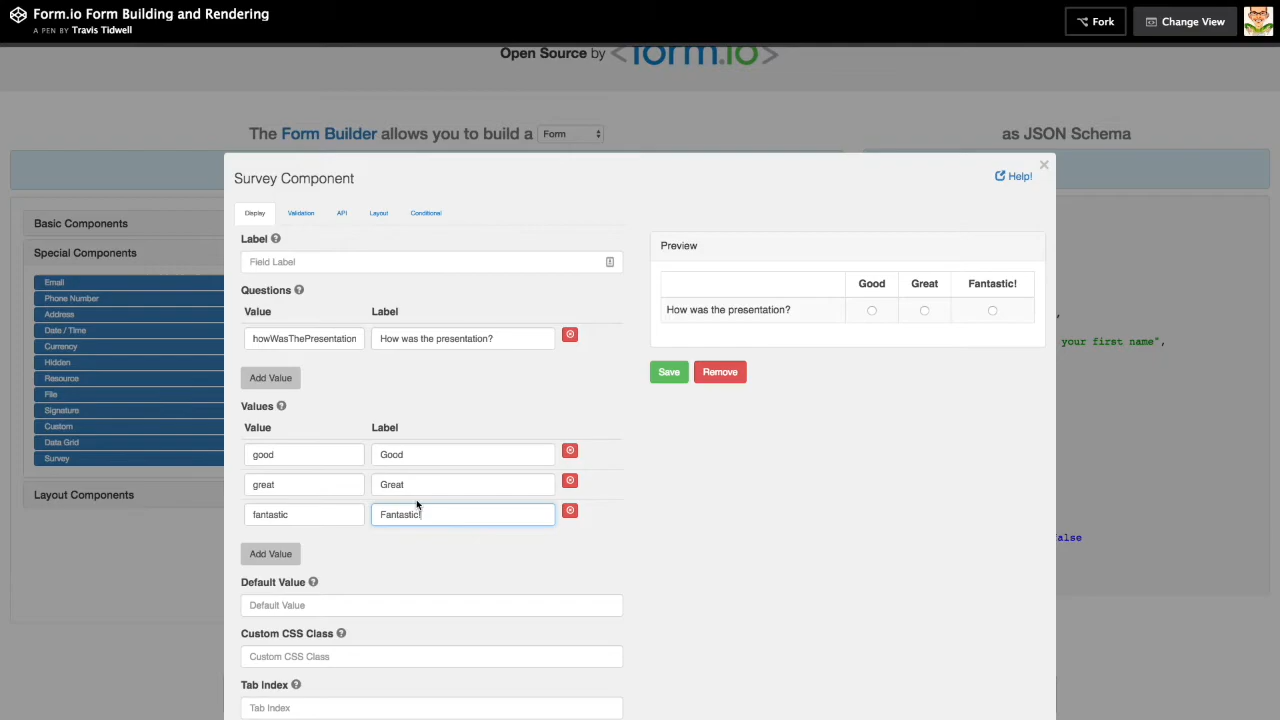 Form.io Form Building and Rendering
A PEN BY Travis Tidwell
Fork
Change View
Open Source by <form.io>
The Form Builder allows you to build a Form as JSON Schema
Survey Component
Help!
Display Validation API Layout Conditional
Basic Components
Special Components
Email
Phone Number
Address
Date / Time
Currency
Hidden
Resource
File
Signature
Custom
Data Grid
Survey
Layout Components
Label
Field Label
Questions
Value Label
howWasThePresentation How was the presentation?
Add Value
Values
Value Label
good Good
great Great
fantastic Fantastic!
Add Value
Default Value
Default Value
Custom CSS Class
Custom CSS Class
Tab Index
Tab Index
Preview
Good Great Fantastic!
How was the presentation?
Save Remove
your first name",